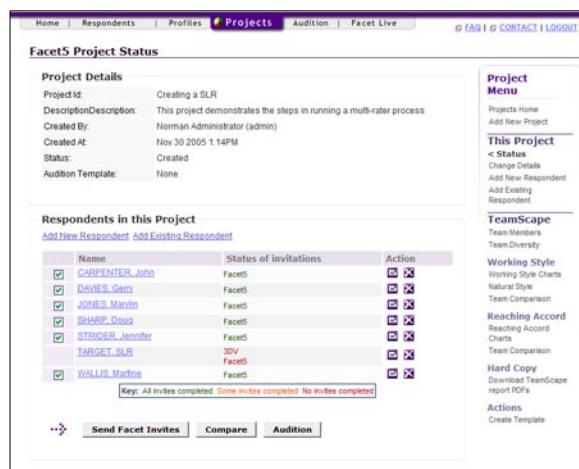 Home | Respondents | Profiles Projects Audition | Facet Live
FAQ | CONTACT | LOGOUT
Facet5 Project Status
Project Details
Project Id: Creating a SLR
DescriptionDescription: This project demonstrates the steps in running a multi-rater process
Created By: Norman Administrator (admin)
Created At: Nov 30 2005 1:14PM
Status: Created
Audition Template: None
Respondents in this Project
Add New Respondent Add Existing Respondent
Name Status of invitations Action
CARPENTER, John Facet5
DAVIES, Gerry Facet5
JONES, Marylin Facet5
SHARP, Doug Facet5
STRIDER, Jennifer Facet5
TARGET, SLR 3DV
Facet5
WALLIS, Martine Facet5
Key: All invites completed Some invites completed No invites completed
Send Facet Invites Compare Audition
Project
Menu
Projects Home
Add New Project
This Project
< Status
Change Details
Add New Respondent
Add Existing
Respondent
TeamScape
Team Members
Team Diversity
Working Style
Working Style Charts
Natural Style
Team Comparison
Reaching Accord
Reaching Accord
Charts
Team Comparison
Hard Copy
Download TeamScape
report PDFs
Actions
Create Template